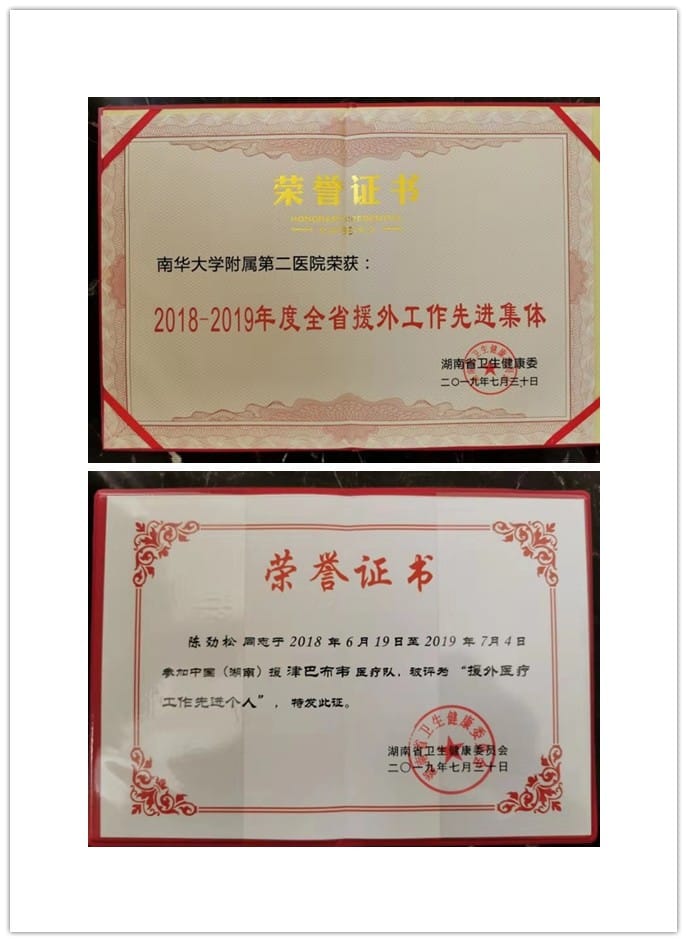 荣誉证书
南华大学附属第二医院荣获：
2018-2019年度全省援外工作先进集体
湖南省卫生健康委
二〇一九年七月三十日
荣誉证书
陈劲松 同志于 2018 年 6 月 19 日至 2019 年 7 月 4 日
参加中国（湖南）援 津巴布韦 医疗队，被评为 “援外医疗
工作先进个人”，特发此证。
湖南省卫生健康委员会
二〇一九年七月三十日